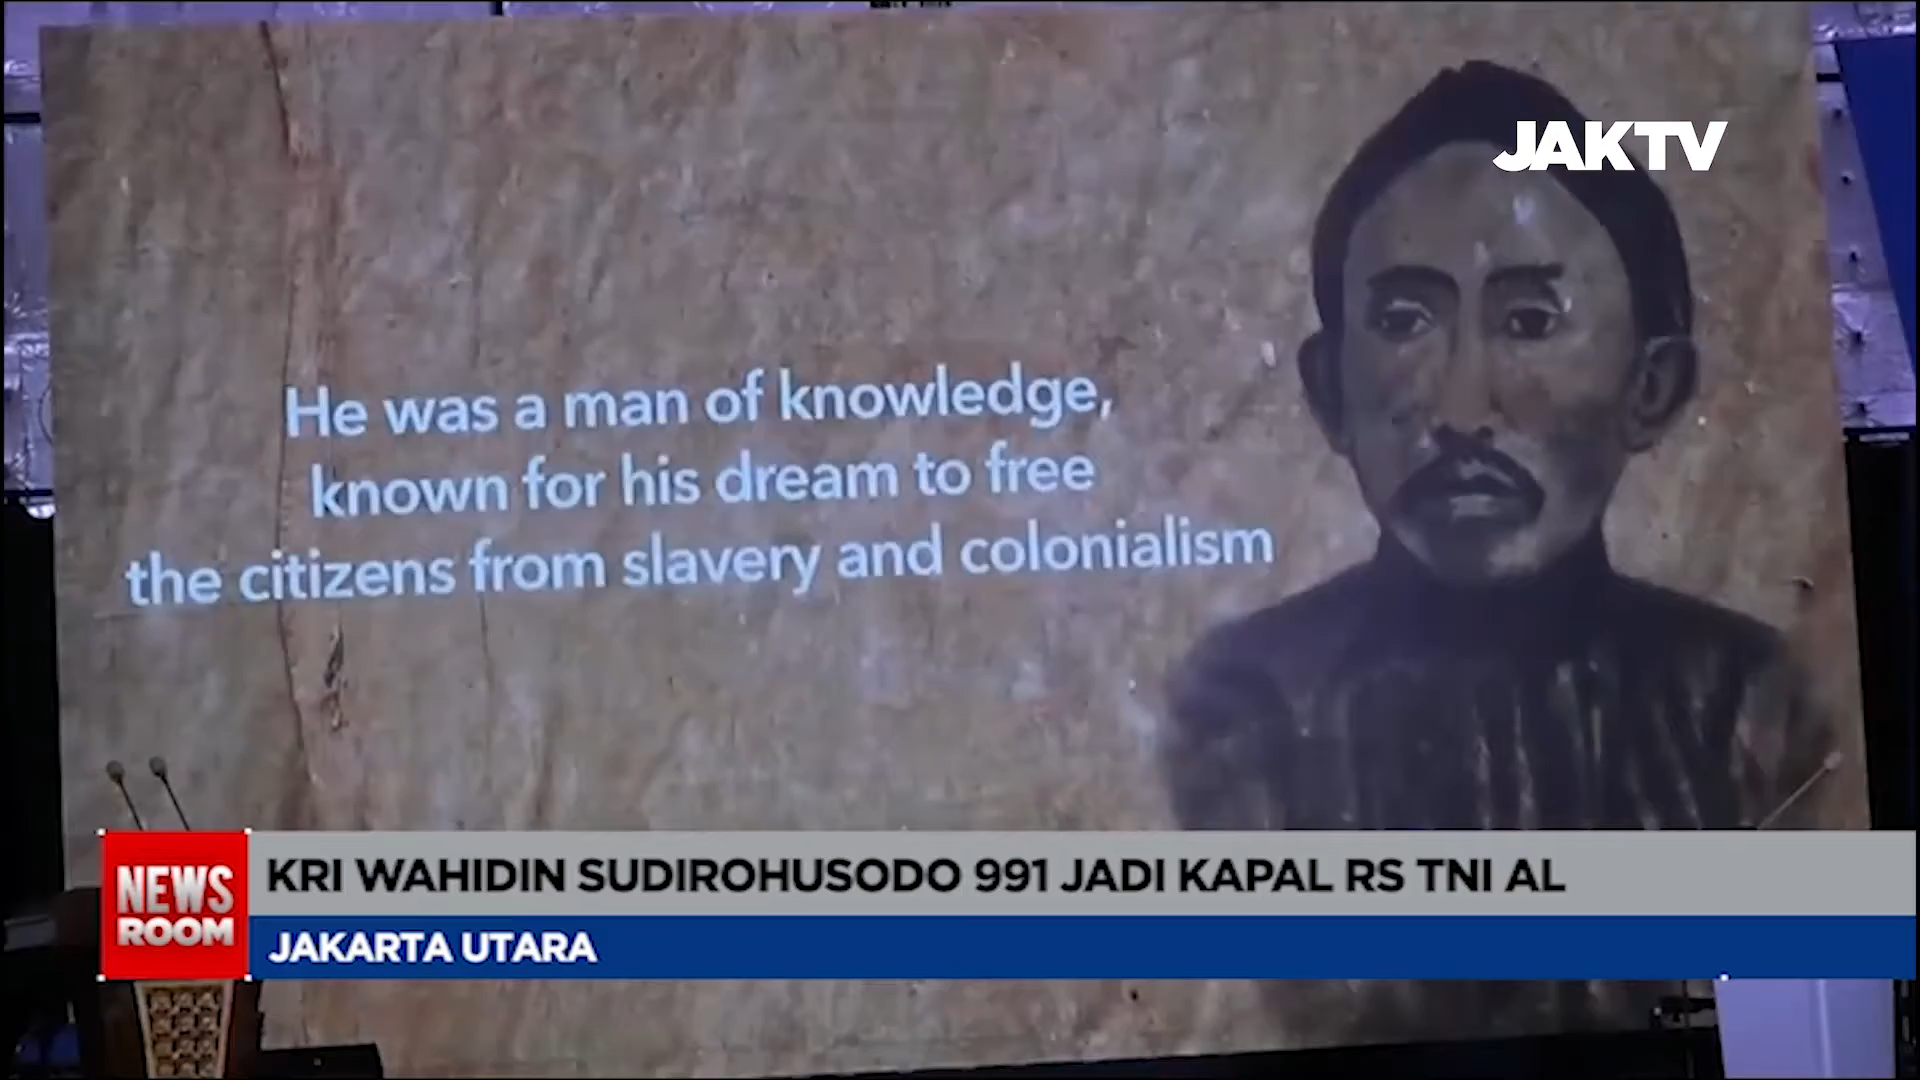 JAKTV
He was a man of knowledge,
known for his dream to free
the citizens from slavery and colonialism
NEWS
ROOM
KRI WAHIDIN SUDIROHUSODO 991 JADI KAPAL RS TNI AL
JAKARTA UTARA